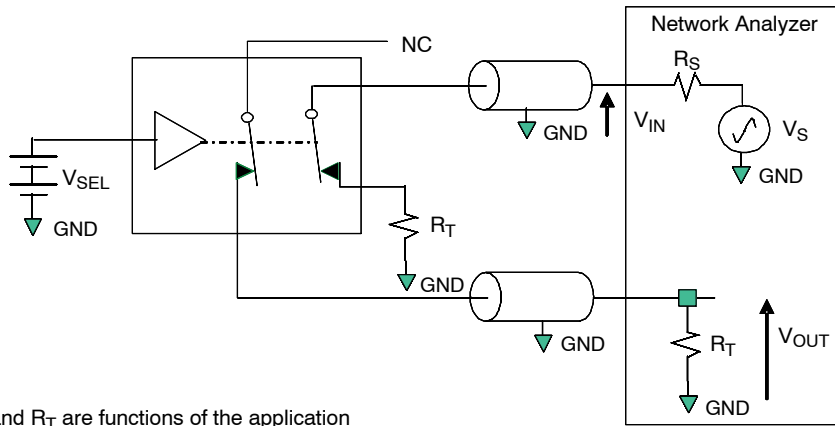 Network Analyzer
NC
RS
VIN
VS
GND
GND
VSEL
GND
RT
GND
GND
RT
VOUT
GND
and RT are functions of the application